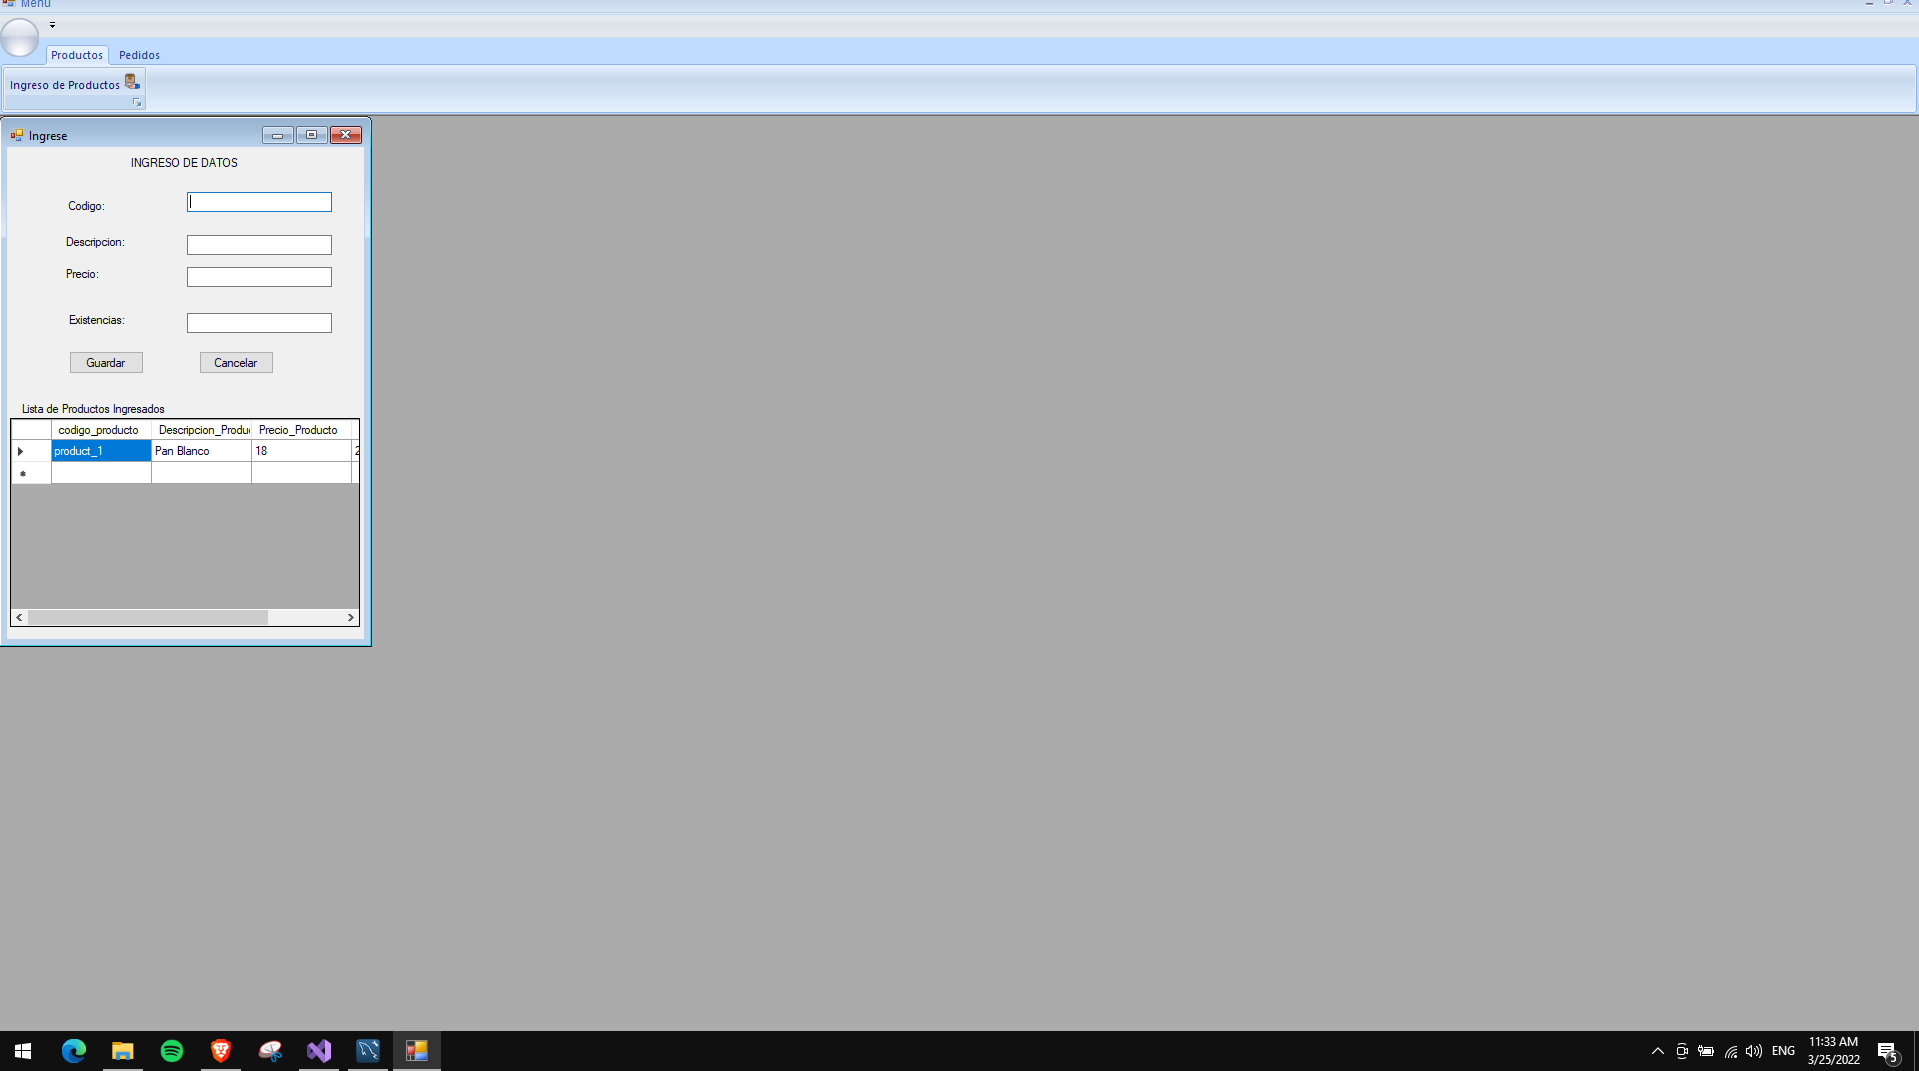 Menu
Productos Pedidos
Ingreso de Productos
Ingrese
INGRESO DE DATOS
Codigo:
Descripcion:
Precio:
Existencias:
Guardar Cancelar
Lista de Productos Ingresados
codigo_producto Descripcion_Produ Precio_Producto
product_1 Pan Blanco 18 2
ENG
11:33 AM
3/25/2022
5